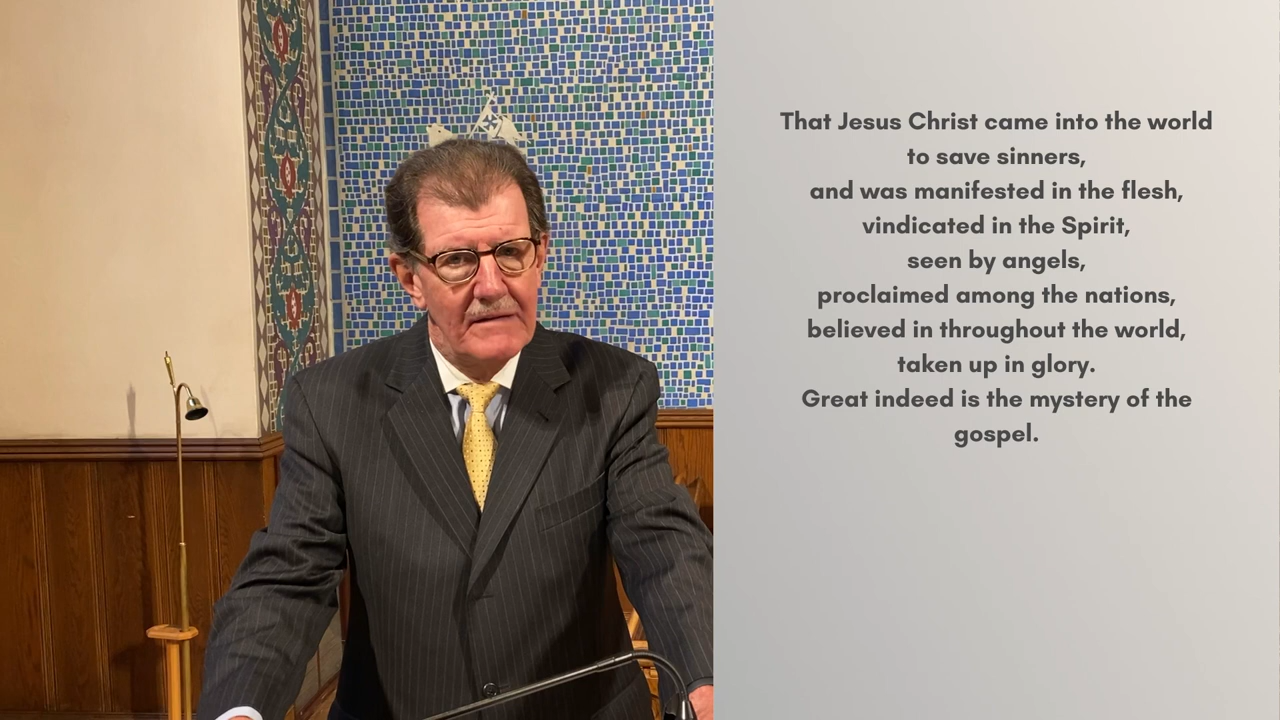 That Jesus Christ came into the world
to save sinners,
and was manifested in the flesh,
vindicated in the Spirit,
seen by angels,
proclaimed among the nations,
believed in throughout the world,
taken up in glory.
Great indeed is the mystery of the
gospel.